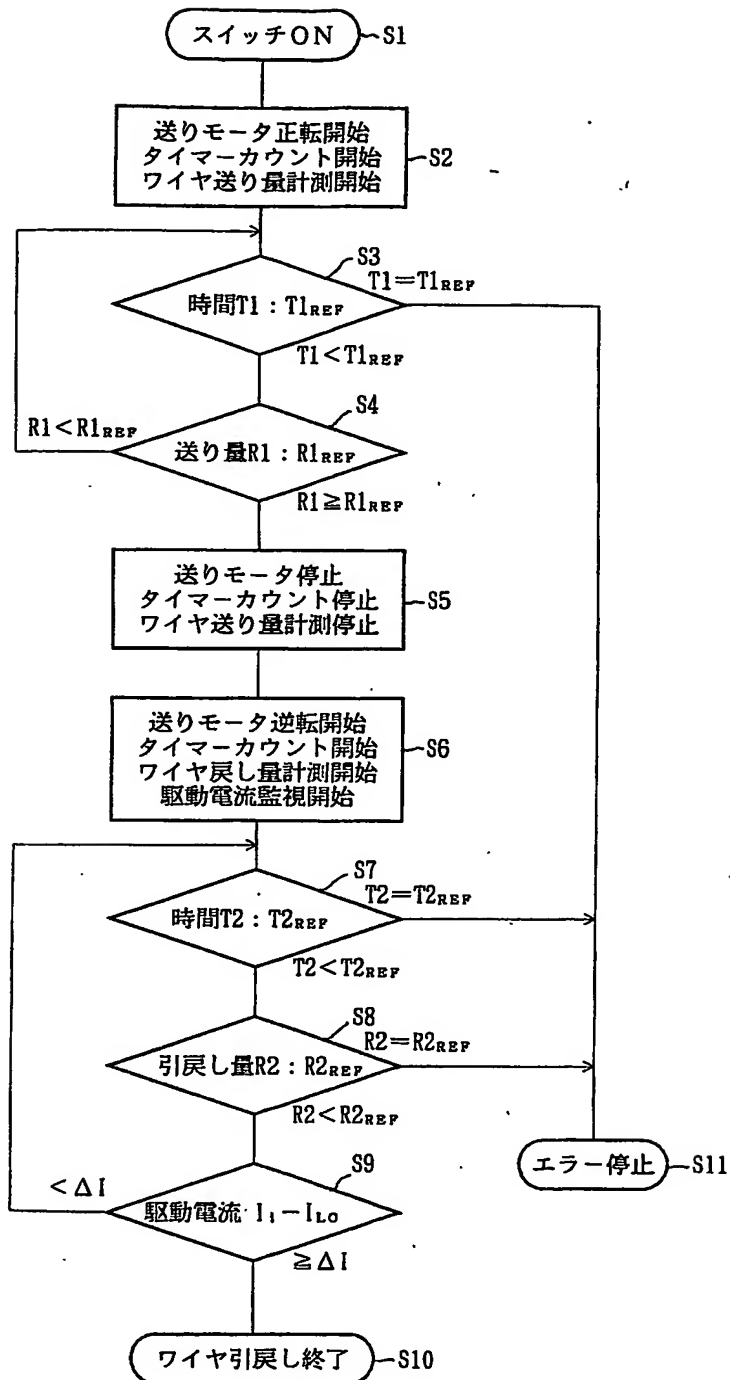 スイッチON
S1
送りモータ正転開始
タイマーカウント開始
ワイヤ送り量計測開始
S2
S3
T1=T1REF
時間T1:T1REF
T1<T1REF
S4
R1<R1REF
送り量R1:R1REF
R1≧R1REF
送りモータ停止
タイマーカウント停止
ワイヤ送り量計測停止
S5
送りモータ逆転開始
タイマーカウント開始
ワイヤ戻し量計測開始
駆動電流監視開始
S6
S7
T2=T2REF
時間T2:T2REF
T2<T2REF
S8
R2=R2REF
引戻し量R2:R2REF
R2<R2REF
エラー停止
S11
S9
<ΔI
駆動電流 Ii-ILO
≧ΔI
ワイヤ引戻し終了
S10